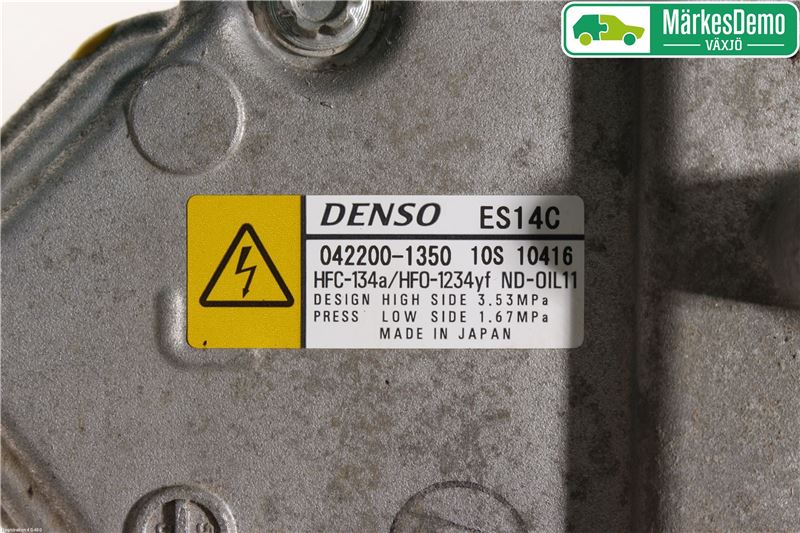 MärkesDemo
VÄXJÖ
DENSO ES14C
042200-1350 10S 10416
HFC-134a/HFO-1234yf ND-OIL11
DESIGN HIGH SIDE 3.53MPa
PRESS LOW SIDE 1.67MPa
MADE IN JAPAN